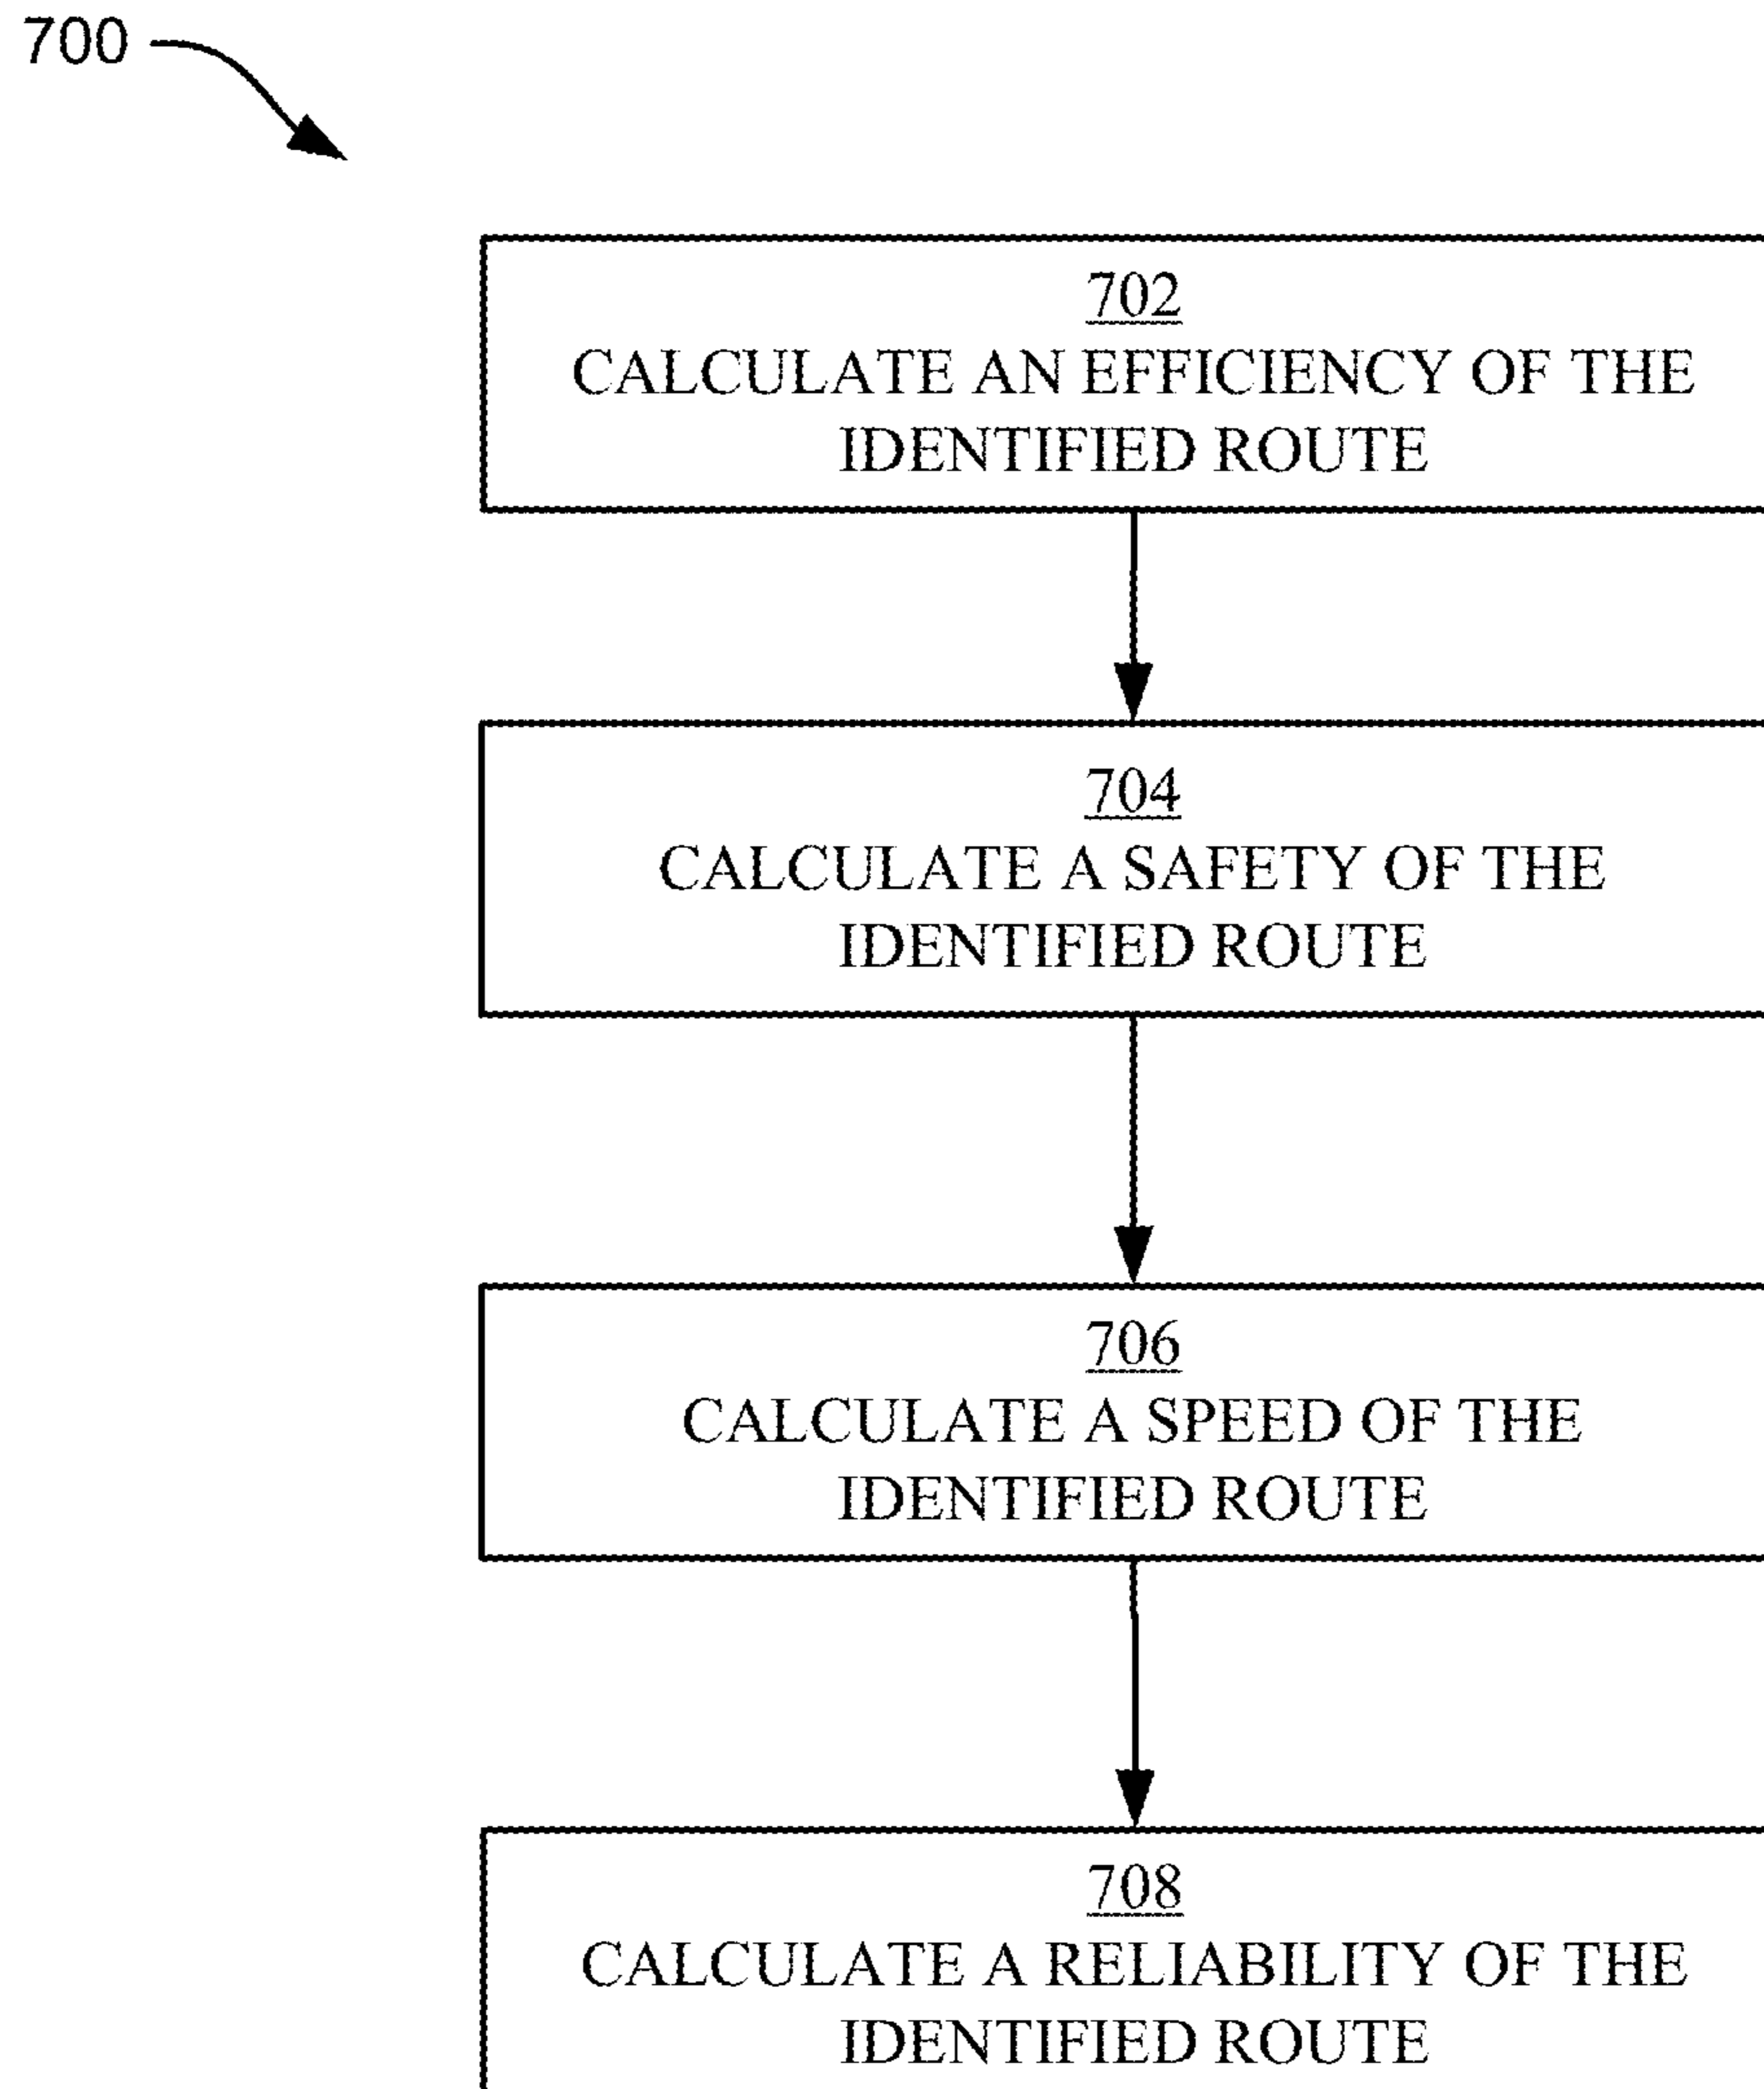 700
702
CALCULATE AN EFFICIENCY OF THE
IDENTIFIED ROUTE
704
CALCULATE A SAFETY OF THE
IDENTIFIED ROUTE
706
CALCULATE A SPEED OF THE
IDENTIFIED ROUTE
708
CALCULATE A RELIABILITY OF THE
IDENTIFIED ROUTE